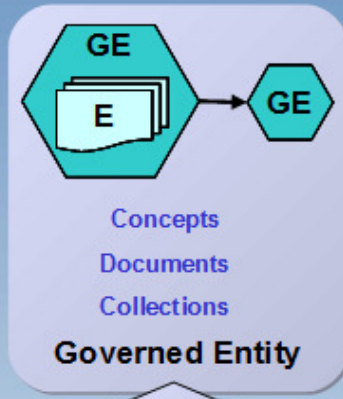 GE
E
GE
Concepts
Documents
Collections
Governed Entity